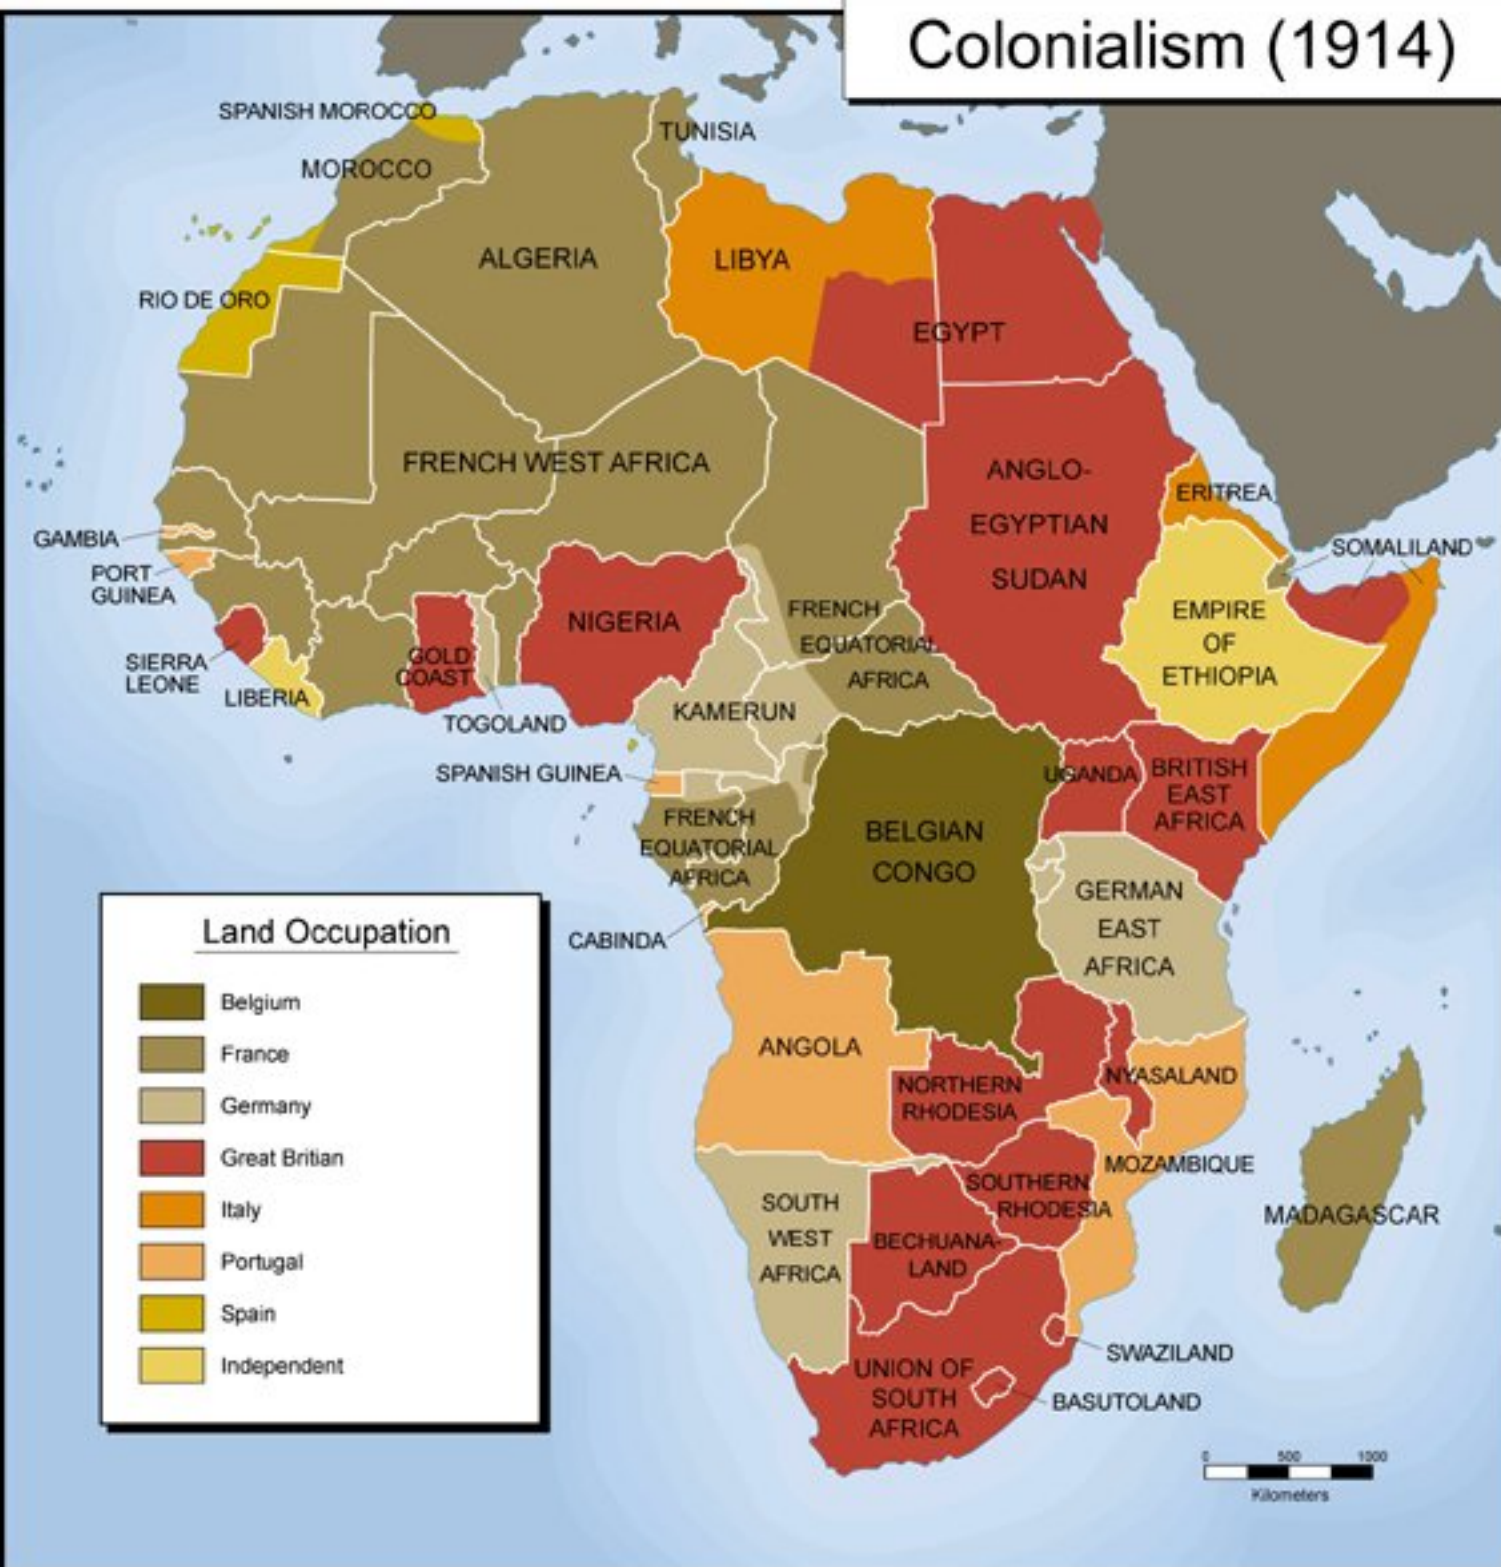 Colonialism (1914)
SPANISH MOROCCO
MOROCCO
TUNISIA
ALGERIA
LIBYA
EGYPT
RIO DE ORO
FRENCH WEST AFRICA
ANGLO-
EGYPTIAN
SUDAN
ERITREA
SOMALILAND
GAMBIA
PORT
GUINEA
SIERRA
LEONE
LIBERIA
GOLD
COAST
TOGOLAND
NIGERIA
FRENCH
EQUATORIAL
AFRICA
EMPIRE
OF
ETHIOPIA
KAMERUN
SPANISH GUINEA
FRENCH
EQUATORIAL
AFRICA
CABINDA
BELGIAN
CONGO
UGANDA
BRITISH
EAST
AFRICA
GERMAN
EAST
AFRICA
ANGOLA
NORTHERN
RHODESIA
NYASALAND
MOZAMBIQUE
SOUTHERN
RHODESIA
MADAGASCAR
SOUTH
WEST
AFRICA
BECHUANA-
LAND
SWAZILAND
UNION OF
SOUTH
AFRICA
BASUTOLAND
Land Occupation
Belgium
France
Germany
Great Britian
Italy
Portugal
Spain
Independent
0 500 1000
Kilometers